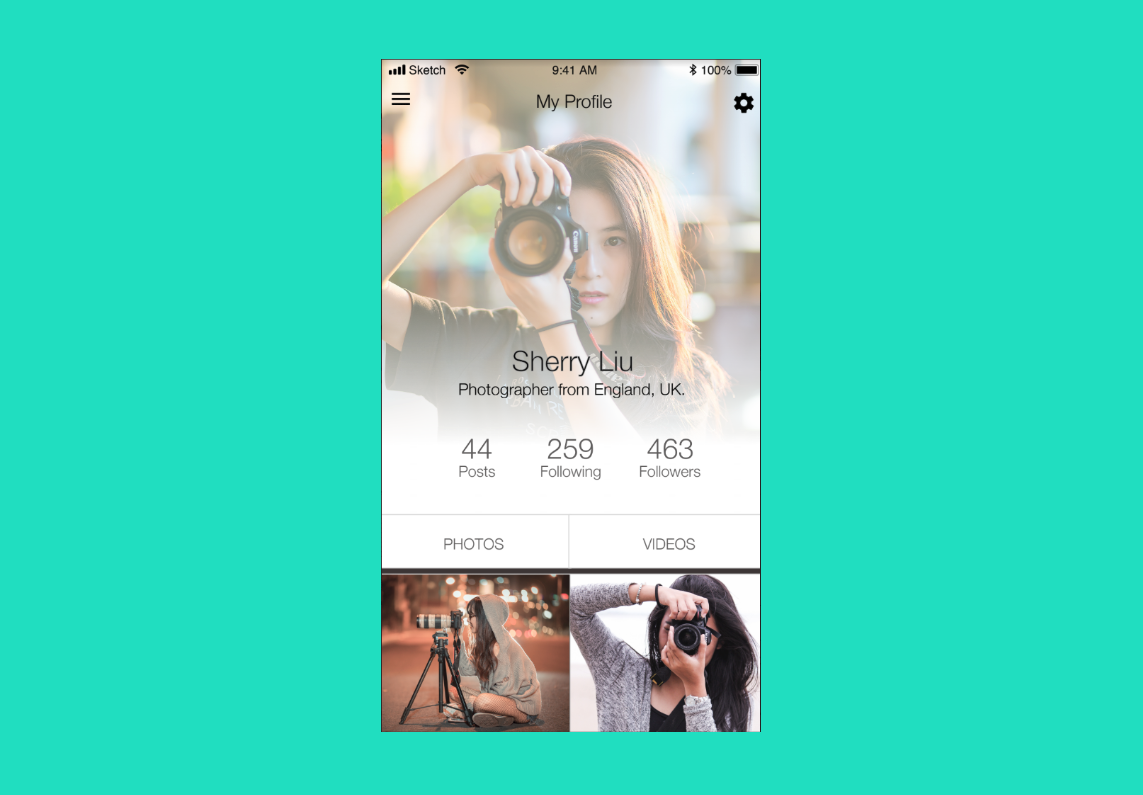 Sketch 9:41 AM 100%
My Profile
Canon
Sherry Liu
Photographer from England, UK.
44 259 463
Posts Following Followers
PHOTOS VIDEOS